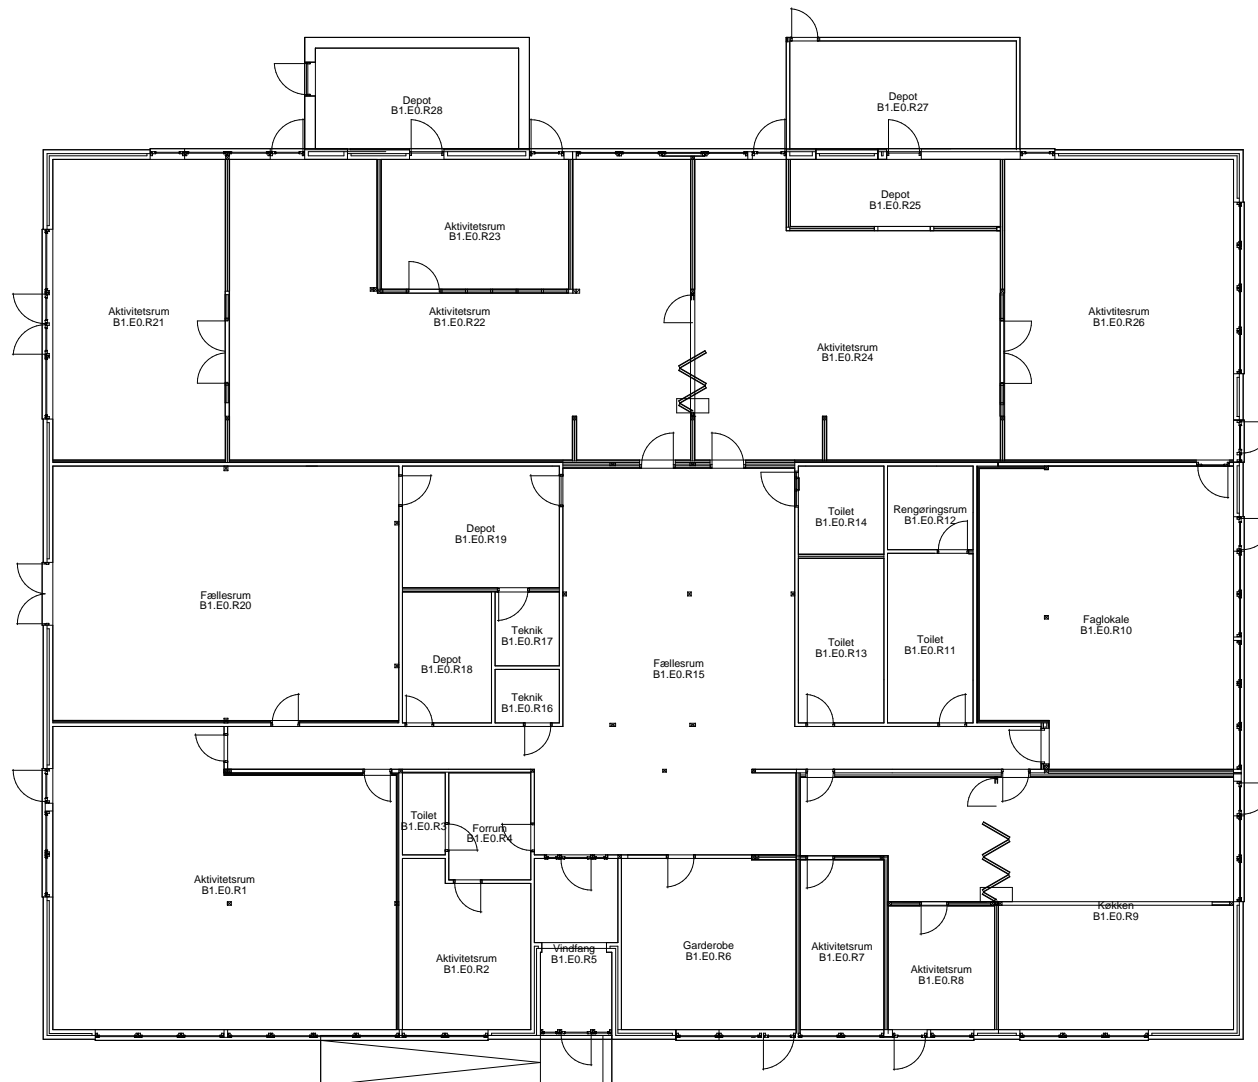 Depot
B1.E0.R28
Depot
B1.E0.R27
Depot
B1.E0.R25
Aktivitetsrum
B1.E0.R23
Aktivitetsrum
B1.E0.R21
Aktivitetsrum
B1.E0.R22
Aktivtitesrum
B1.E0.R26
Aktivitetsrum
B1.E0.R24
Toilet
B1.E0.R14
Rengøringsrum
B1.E0.R12
Depot
B1.E0.R19
Fællesrum
B1.E0.R20
Faglokale
B1.E0.R10
Teknik
B1.E0.R17
Toilet
B1.E0.R13
Toilet
B1.E0.R11
Depot
B1.E0.R18
Fællesrum
B1.E0.R15
Teknik
B1.E0.R16
Toilet
B1.E0.R3
Forrum
B1.E0.R4
Aktivitetsrum
B1.E0.R1
Køkken
B1.E0.R9
Aktivitetsrum
B1.E0.R2
Vindfang
B1.E0.R5
Garderobe
B1.E0.R6
Aktivitetsrum
B1.E0.R7
Aktivitetsrum
B1.E0.R8